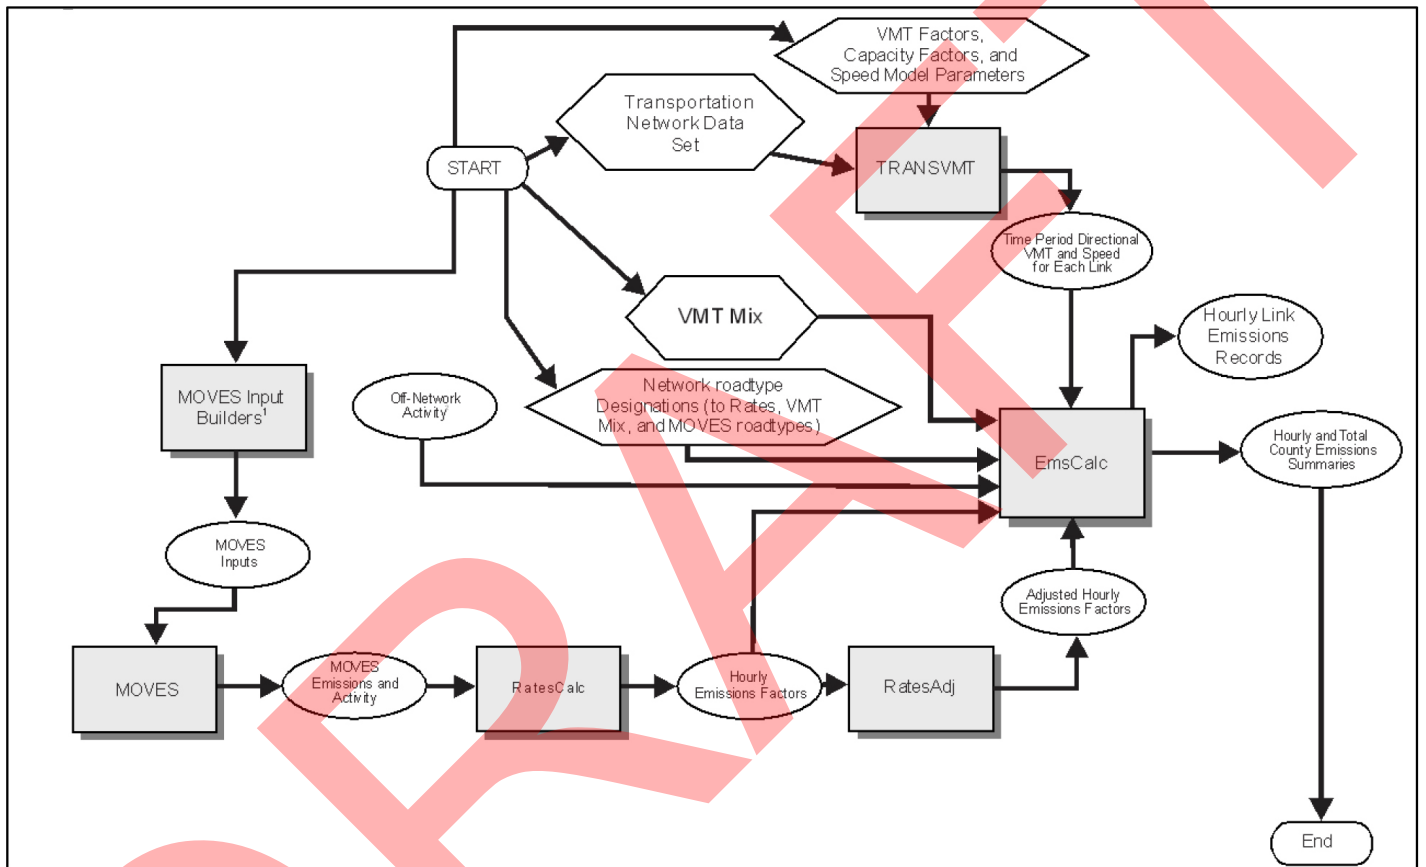 VMT Factors,
Capacity Factors, and
Speed Model Parameters
Transportation
Network Data
Set
START
TRANSVMT
Time Period Directional
VMT and Speed
for Each Link
VMT Mix
Hourly Link
Emissions
Records
MOVES Input
Builders¹
Off-Network
Activity
Network roadtype
Designations (to Rates, VMT
Mix, and MOVES roadtypes)
EmsCalc
Hourly and Total
County Emissions
Summaries
MOVES
Inputs
Adjusted Hourly
Emissions Factors
MOVES
MOVES
Emissions and
Activity
RatesCalc
Hourly
Emissions Factors
RatesAdj
End
DRAFT